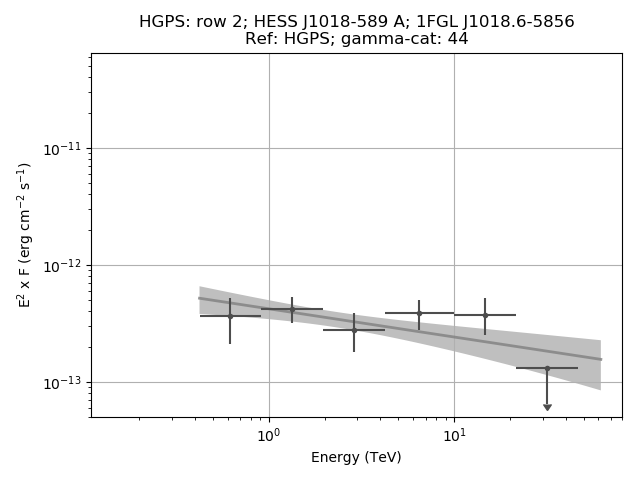 HGPS: row 2; HESS J1018-589 A; 1FGL J1018.6-5856
Ref: HGPS; gamma-cat: 44
E² x F (erg cm⁻² s⁻¹)
10⁻¹¹
10⁻¹²
10⁻¹³
10⁰
10¹
Energy (TeV)